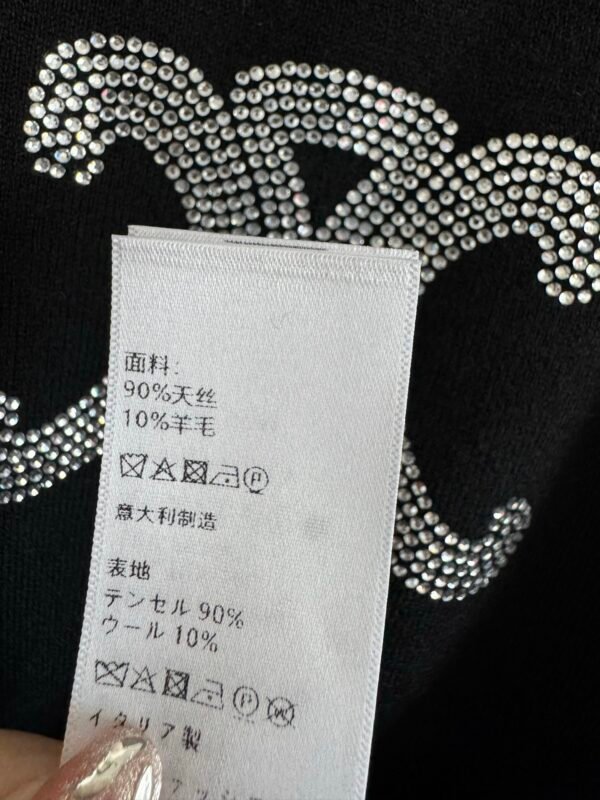 面料:
90%天丝
10%羊毛
P
意大利制造
表地
テンセル 90%
ウール 10%
P W
イタリア製